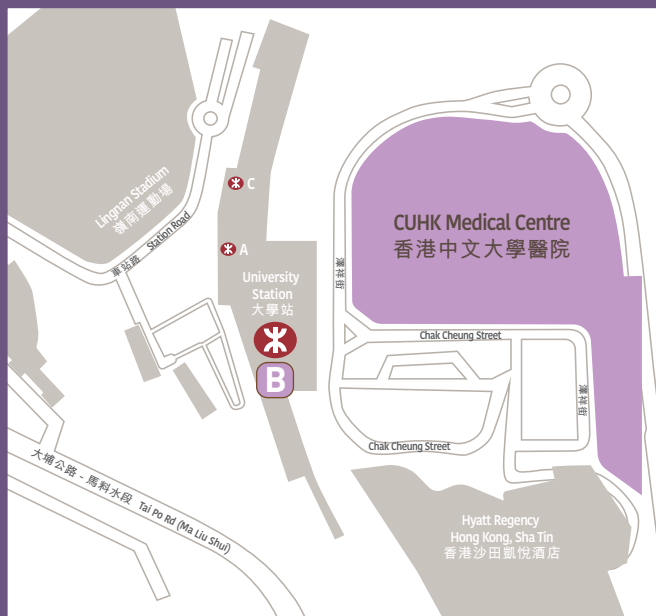 Lingnan Stadium
嶺南運動場
車站路 Station Road
C
A
University
Station
大學站
B
CUHK Medical Centre
香港中文大學醫院
澤祥街
Chak Cheung Street
澤祥街
Chak Cheung Street
大埔公路 - 馬料水段 Tai Po Rd (Ma Liu Shui)
Hyatt Regency
Hong Kong, Sha Tin
香港沙田凱悅酒店